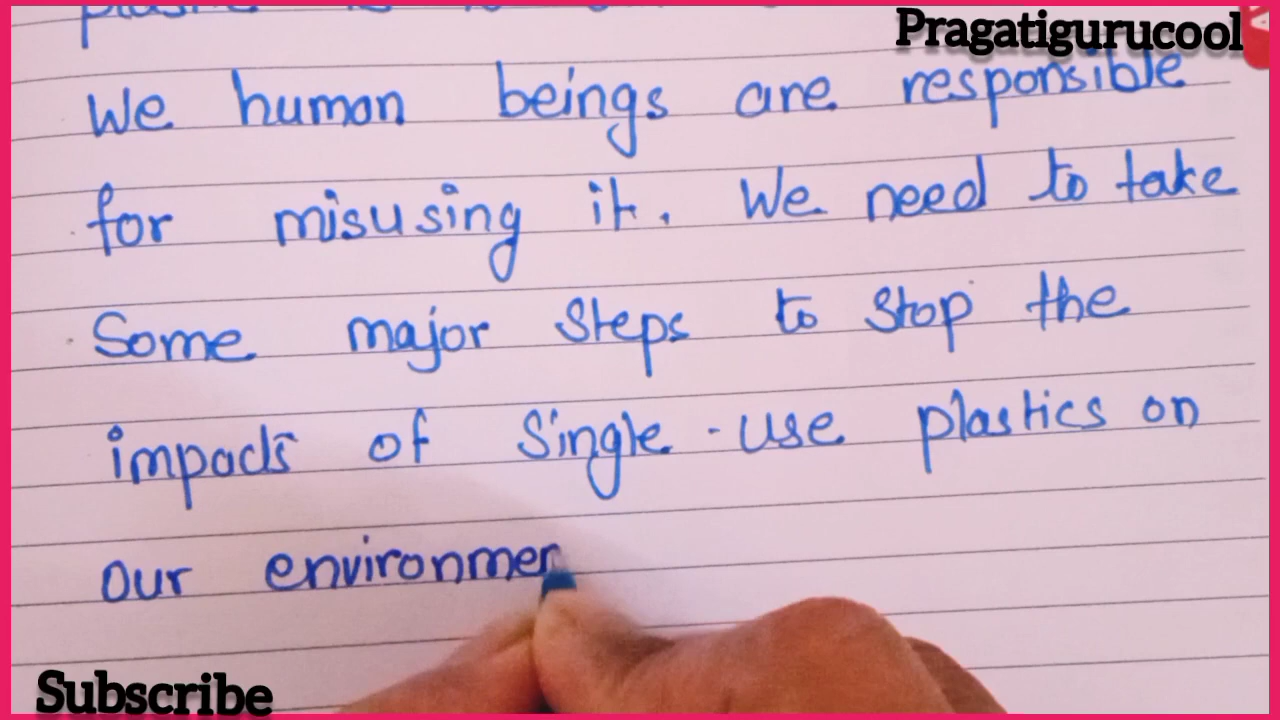 Pragatigurucool
We human beings are responsible
for misusing it. We need to take
Some major steps to stop the
impacts of single-use plastics on
our environmen
Subscribe